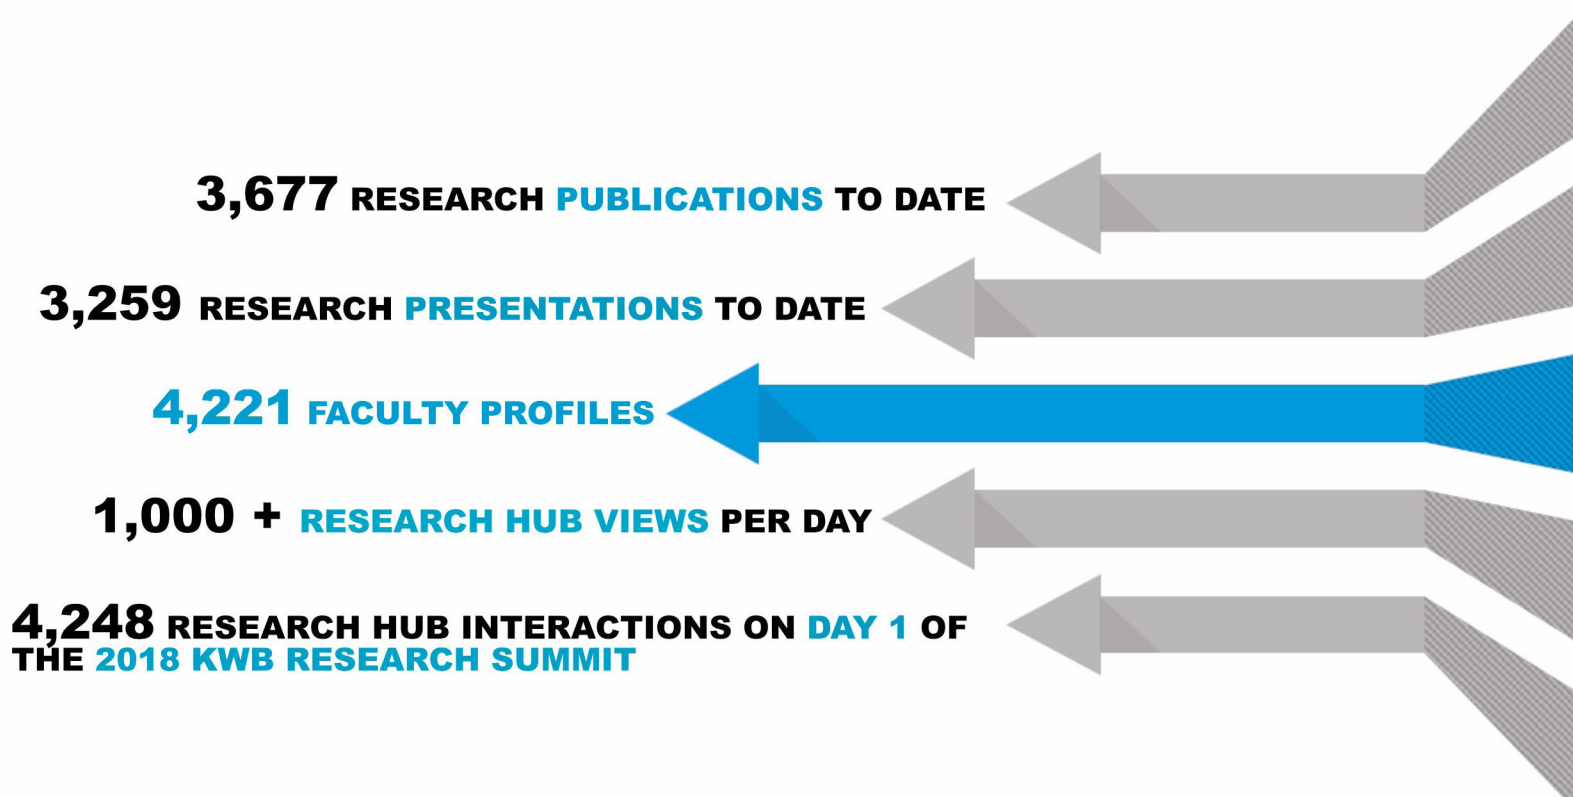 3,677 RESEARCH PUBLICATIONS TO DATE
3,259 RESEARCH PRESENTATIONS TO DATE
4,221 FACULTY PROFILES
1,000 + RESEARCH HUB VIEWS PER DAY
4,248 RESEARCH HUB INTERACTIONS ON DAY 1 OF
THE 2018 KWB RESEARCH SUMMIT